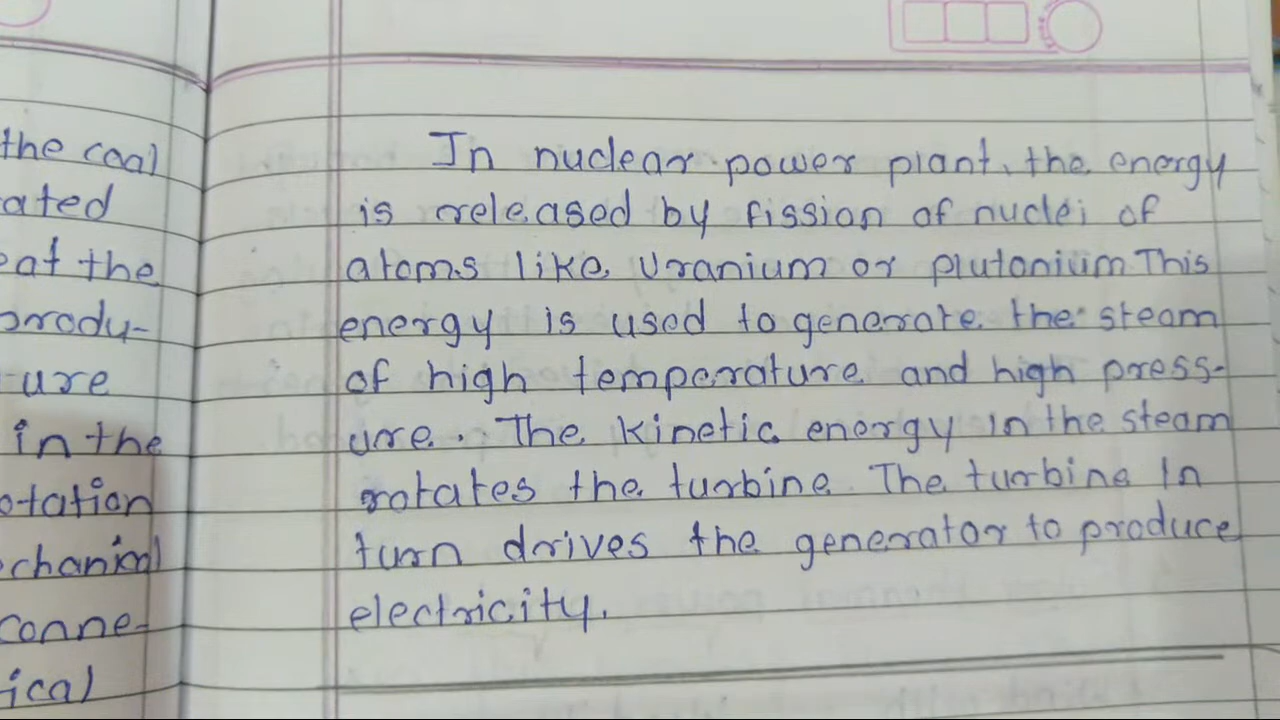 the coal
ated
eat the
produ-
ure
in the
otation
chanical
conne-
ical
In nuclear power plant, the energy
is released by fission of nuclei of
atoms like Uranium or plutonium This
energy is used to generate the steam
of high temperature and high press-
ure. The kinetic energy in the steam
rotates the turbine. The turbine In
turn drives the generator to produce
electricity.